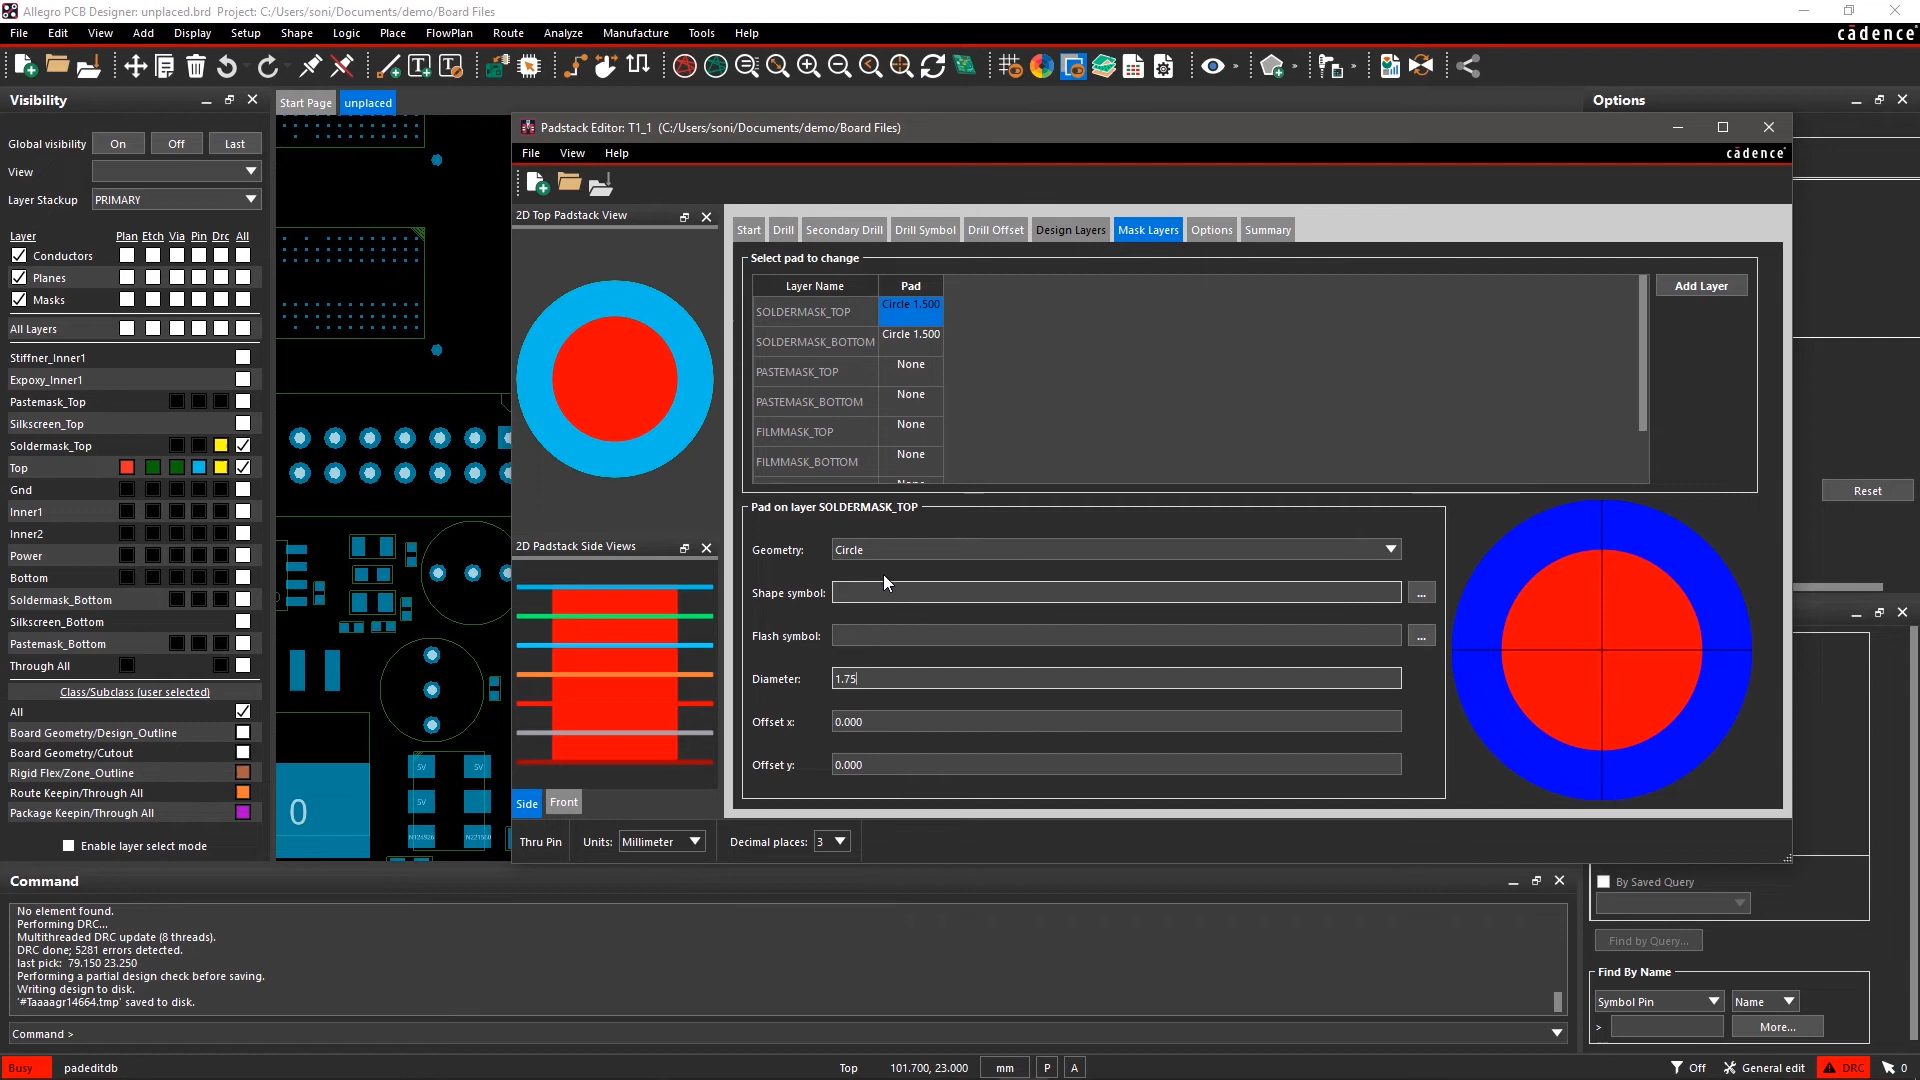 Allegro PCB Designer: unplaced.brd  Project: C:/Users/soni/Documents/demo/Board Files
File Edit View Add Display Setup Shape Logic Place FlowPlan Route Analyze Manufacture Tools Help
cādence
Visibility
Start Page unplaced
Options
Global visibility On Off Last
View
Layer Stackup PRIMARY
Layer Plan Etch Via Pin Drc All
Conductors
Planes
Masks
All Layers
Stiffner_Inner1
Expoxy_Inner1
Pastemask_Top
Silkscreen_Top
Soldermask_Top
Top
Gnd
Inner1
Inner2
Power
Bottom
Soldermask_Bottom
Silkscreen_Bottom
Pastemask_Bottom
Through All
Class/Subclass (user selected)
All
Board Geometry/Design_Outline
Board Geometry/Cutout
Rigid Flex/Zone_Outline
Route Keepin/Through All
Package Keepin/Through All
Enable layer select mode
0
5V 5V
5V
N124926 N221500
Padstack Editor: T1_1  (C:/Users/soni/Documents/demo/Board Files)
File View Help
cādence
2D Top Padstack View
Start Drill Secondary Drill Drill Symbol Drill Offset Design Layers Mask Layers Options Summary
Select pad to change
Layer Name Pad
SOLDERMASK_TOP Circle 1.500
SOLDERMASK_BOTTOM Circle 1.500
PASTEMASK_TOP None
PASTEMASK_BOTTOM None
FILMMASK_TOP None
FILMMASK_BOTTOM None
None
Add Layer
2D Padstack Side Views
Side Front
Pad on layer SOLDERMASK_TOP
Geometry: Circle
Shape symbol: ...
Flash symbol: ...
Diameter: 1.75
Offset x: 0.000
Offset y: 0.000
Thru Pin Units: Millimeter Decimal places: 3
Reset
By Saved Query
Find by Query...
Find By Name
Symbol Pin Name
> More...
Command
No element found.
Performing DRC...
Multithreaded DRC update (8 threads).
DRC done; 5281 errors detected.
last pick:  79.150 23.250
Performing a partial design check before saving.
Writing design to disk.
'#Taaaagr14664.tmp' saved to disk.
Command >
Busy padeditdb Top 101.700, 23.000 mm P A Off General edit DRC 0